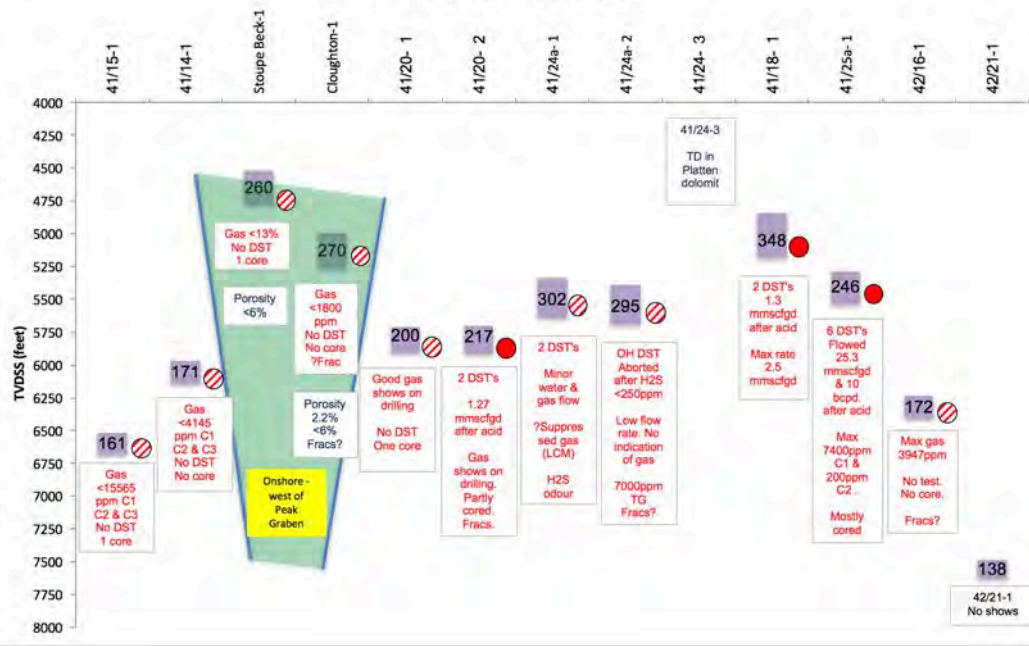 41/15-1
41/14-1
Stoupe Beck-1
Cloughton-1
41/20- 1
41/20- 2
41/24a- 1
41/24a- 2
41/24- 3
41/18- 1
41/25a- 1
42/16-1
42/21-1
TVDSS (feet)
4000
4250
4500
4750
5000
5250
5500
5750
6000
6250
6500
6750
7000
7250
7500
7750
8000
161
Gas
<15565
ppm C1
C2 & C3
No DST
1 core
171
Gas
<4145
ppm C1
C2 & C3
No DST
No core
260
Gas <13%
No DST
1 core
Porosity
<6%
270
Gas
<1800
ppm
No DST
No core
?Frac
Porosity
2.2%
<6%
Fracs?
Onshore -
west of
Peak
Graben
200
Good gas
shows on
drilling
No DST
One core
217
2 DST's
1.27
mmscfgd
after acid
Gas
shows on
drilling.
Partly
cored.
Fracs.
302
2 DST's
Minor
water &
gas flow
?Suppres
sed gas
(LCM)
H2S
odour
295
OH DST
Aborted
after H2S
<250ppm
Low flow
rate. No
indication
of gas
7000ppm
TG
Fracs?
41/24-3
TD in
Platten
dolomit
348
2 DST's
1.3
mmscfgd
after acid
Max rate
2.5
mmscfgd
246
6 DST's
Flowed
25.3
mmscfgd
& 10
bcpd.
after acid
Max
7400ppm
C1 &
200ppm
C2 .
Mostly
cored
172
Max gas
3947ppm
No test.
No core.
Fracs?
138
42/21-1
No shows